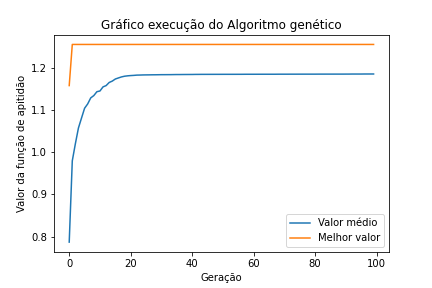 Gráfico execução do Algoritmo genético
Valor da função de apitidão
1.2
1.1
1.0
0.9
0.8
0 20 40 60 80 100
Geração
Valor médio
Melhor valor